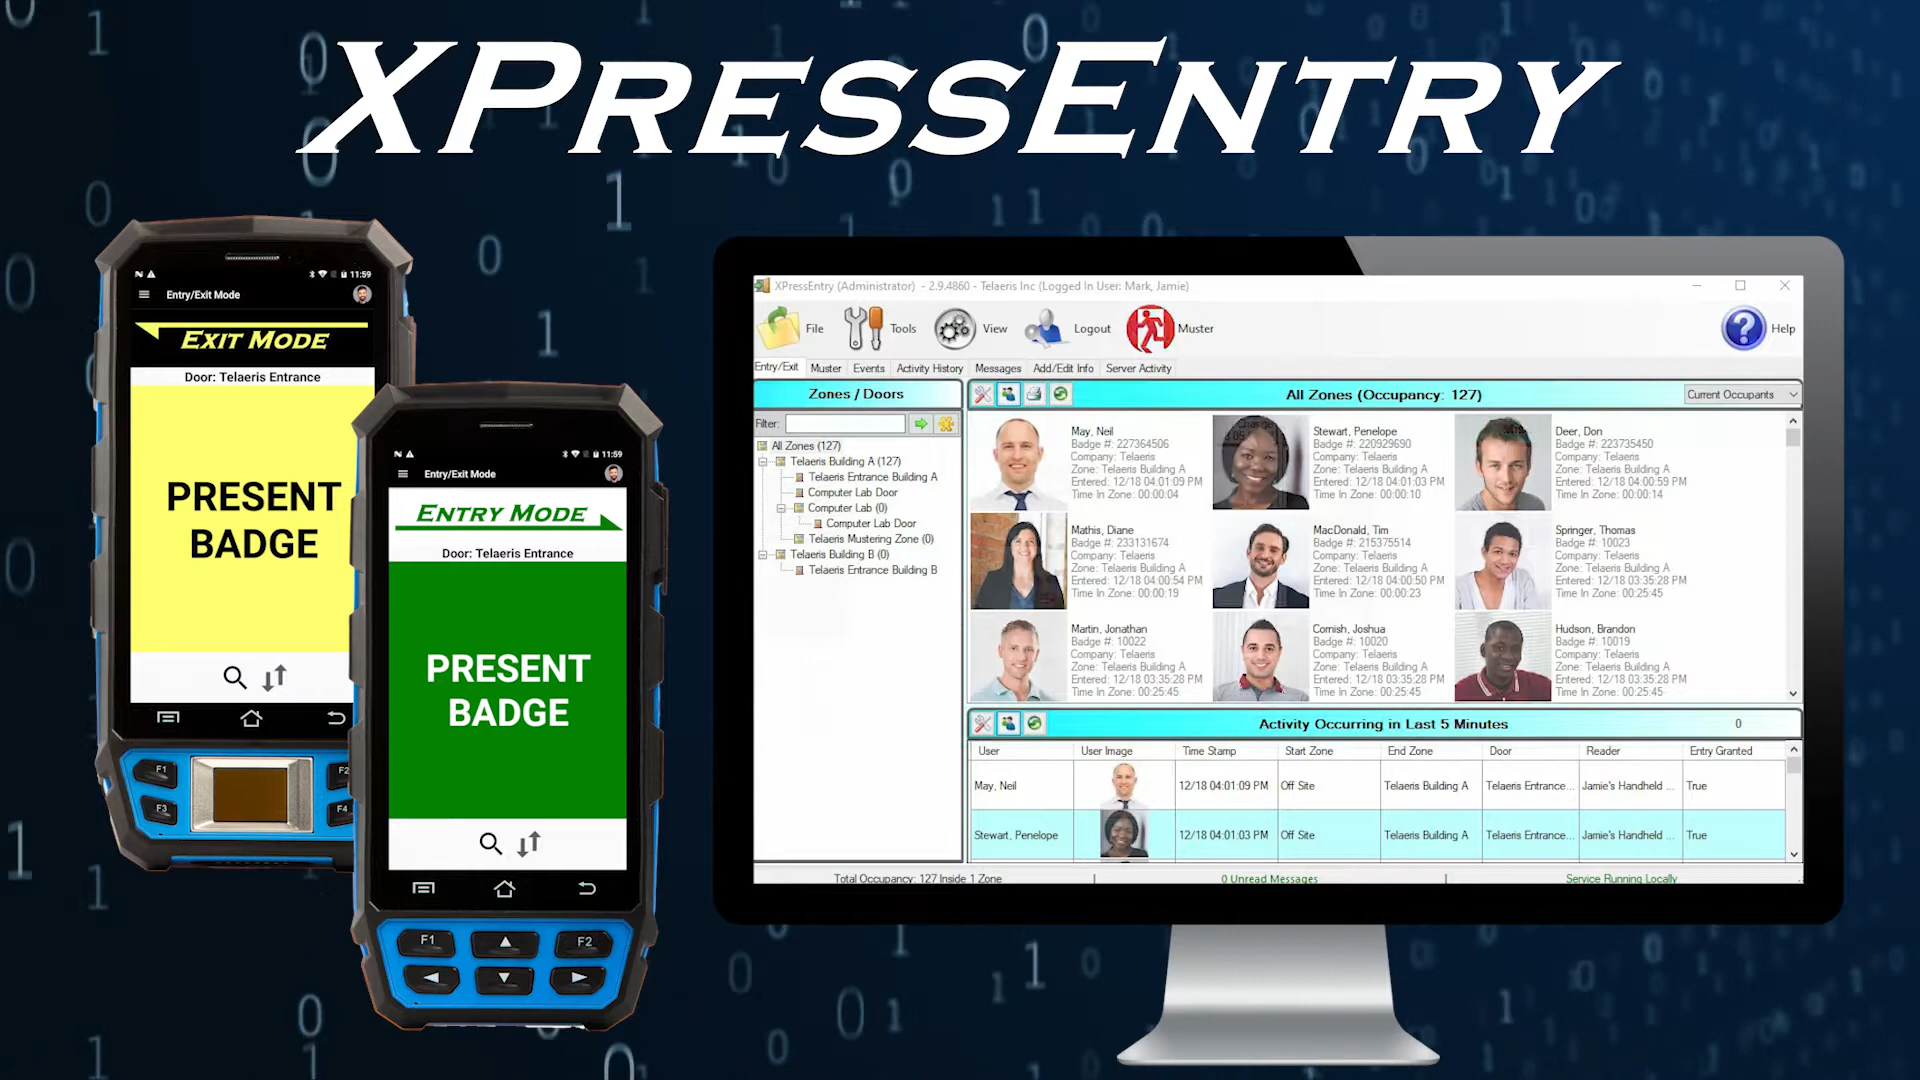 XPRESSENTRY
11:59
Entry/Exit Mode
EXIT MODE
Door: Telaeris Entrance
PRESENT
BADGE
F1
F2
F3
F4
11:59
Entry/Exit Mode
ENTRY MODE
Door: Telaeris Entrance
PRESENT
BADGE
F1
F2
XPressEntry (Administrator) - 2.9.4860 - Telaeris Inc (Logged In User: Mark, Jamie)
File Tools View Logout Muster Help
Entry/Exit Muster Events Activity History Messages Add/Edit Info Server Activity
Zones / Doors
Filter:
All Zones (127)
Telaeris Building A (127)
Telaeris Entrance Building A
Computer Lab Door
Computer Lab (0)
Computer Lab Door
Telaeris Mustering Zone (0)
Telaeris Building B (0)
Telaeris Entrance Building B
All Zones (Occupancy: 127)
Current Occupants
May, Neil
Badge #: 227364506
Company: Telaeris
Zone: Telaeris Building A
Entered: 12/18 04:01:09 PM
Time In Zone: 00:00:04
Stewart, Penelope
Badge #: 220929690
Company: Telaeris
Zone: Telaeris Building A
Entered: 12/18 04:01:03 PM
Time In Zone: 00:00:10
Deer, Don
Badge #: 223735450
Company: Telaeris
Zone: Telaeris Building A
Entered: 12/18 04:00:59 PM
Time In Zone: 00:00:14
Mathis, Diane
Badge #: 233131674
Company: Telaeris
Zone: Telaeris Building A
Entered: 12/18 04:00:54 PM
Time In Zone: 00:00:19
MacDonald, Tim
Badge #: 215375514
Company: Telaeris
Zone: Telaeris Building A
Entered: 12/18 04:00:50 PM
Time In Zone: 00:00:23
Springer, Thomas
Badge #: 10023
Company: Telaeris
Zone: Telaeris Building A
Entered: 12/18 03:35:28 PM
Time In Zone: 00:25:45
Martin, Jonathan
Badge #: 10022
Company: Telaeris
Zone: Telaeris Building A
Entered: 12/18 03:35:28 PM
Time In Zone: 00:25:45
Cornish, Joshua
Badge #: 10020
Company: Telaeris
Zone: Telaeris Building A
Entered: 12/18 03:35:28 PM
Time In Zone: 00:25:45
Hudson, Brandon
Badge #: 10019
Company: Telaeris
Zone: Telaeris Building A
Entered: 12/18 03:35:28 PM
Time In Zone: 00:25:45
Activity Occurring in Last 5 Minutes 0
User User Image Time Stamp Start Zone End Zone Door Reader Entry Granted
May, Neil 12/18 04:01:09 PM Off Site Telaeris Building A Telaeris Entrance... Jamie's Handheld ... True
Stewart, Penelope 12/18 04:01:03 PM Off Site Telaeris Building A Telaeris Entrance... Jamie's Handheld ... True
Total Occupancy: 127 Inside 1 Zone | 0 Unread Messages | Service Running Locally